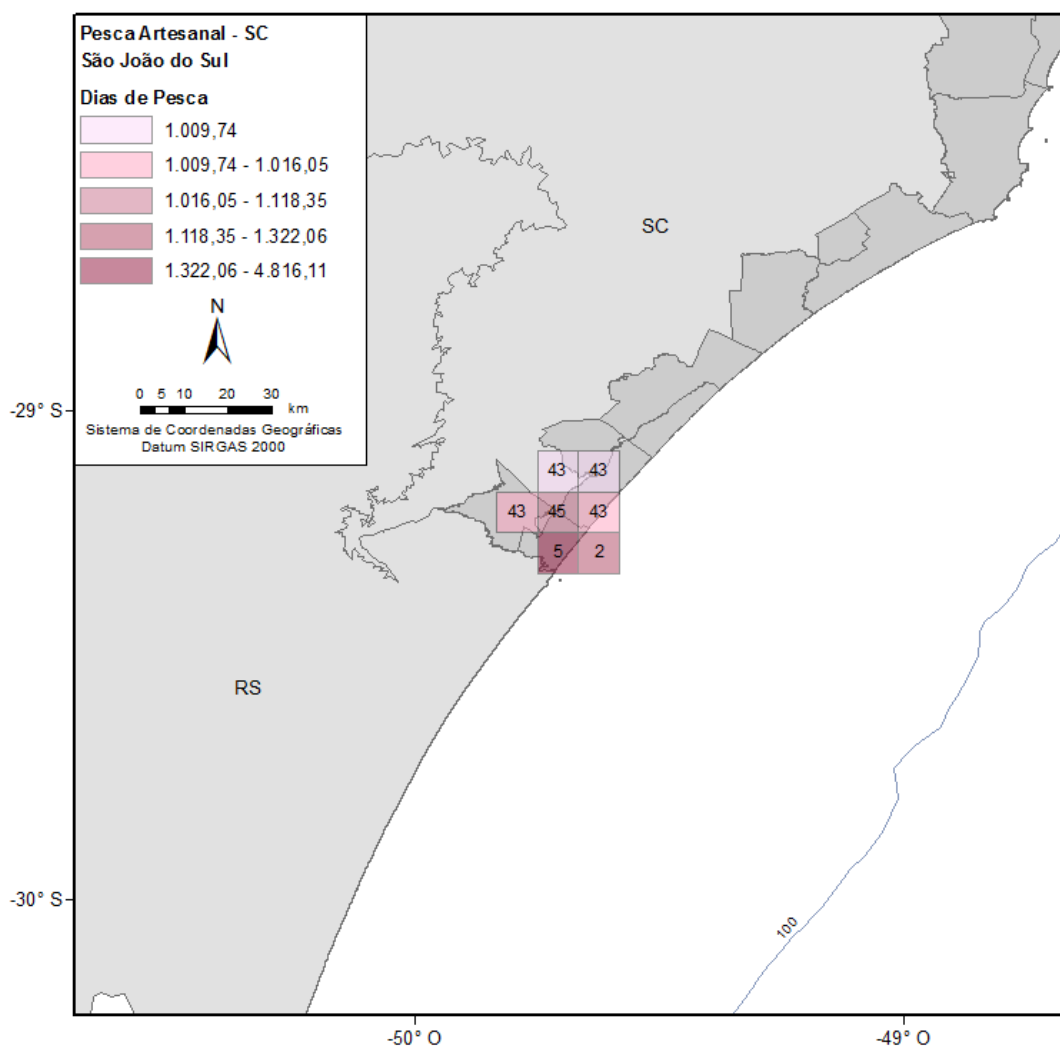 Pesca Artesanal - SC
São João do Sul
Dias de Pesca
1.009,74
1.009,74 - 1.016,05
1.016,05 - 1.118,35
1.118,35 - 1.322,06
1.322,06 - 4.816,11
N
0 5 10 20 30
km
Sistema de Coordenadas Geográficas
Datum SIRGAS 2000
SC
-29° S
43 43
43 45 43
5 2
RS
-30° S
100
-50° O
-49° O